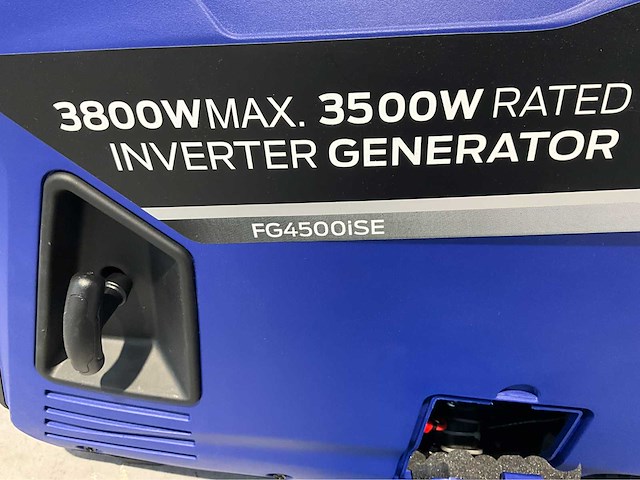 3800W MAX. 3500W RATED
INVERTER GENERATOR
FG4500iSE